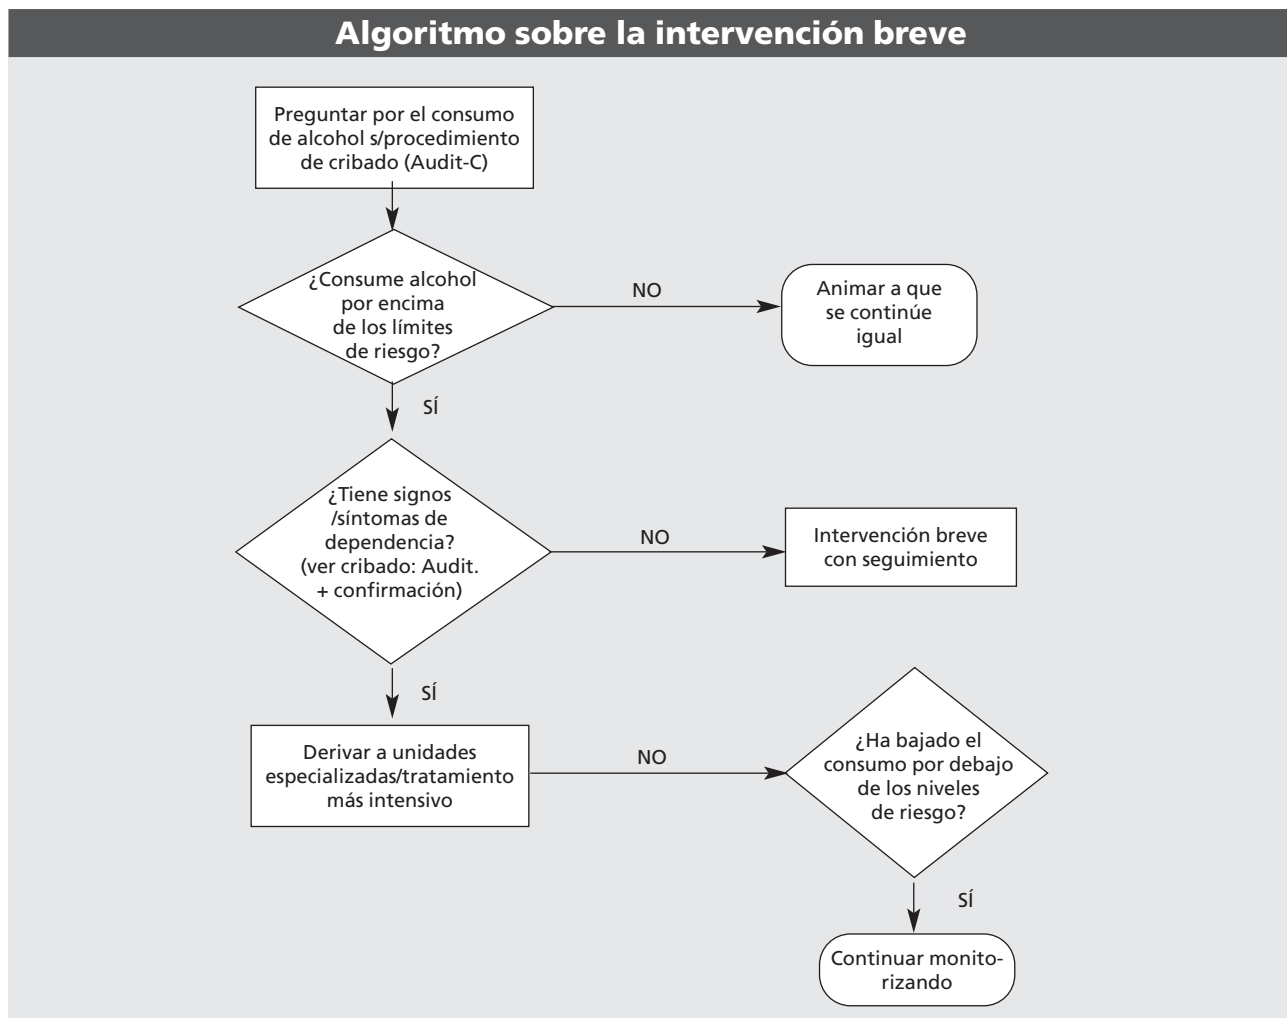 Algoritmo sobre la intervención breve
Preguntar por el consumo
de alcohol s/procedimiento
de cribado (Audit-C)
¿Consume alcohol
por encima
de los límites
de riesgo?
NO
Animar a que
se continúe
igual
SÍ
¿Tiene signos
/síntomas de
dependencia?
(ver cribado: Audit.
+ confirmación)
NO
Intervención breve
con seguimiento
SÍ
Derivar a unidades
especializadas/tratamiento
más intensivo
NO
¿Ha bajado el
consumo por debajo
de los niveles
de riesgo?
SÍ
Continuar monito-
rizando